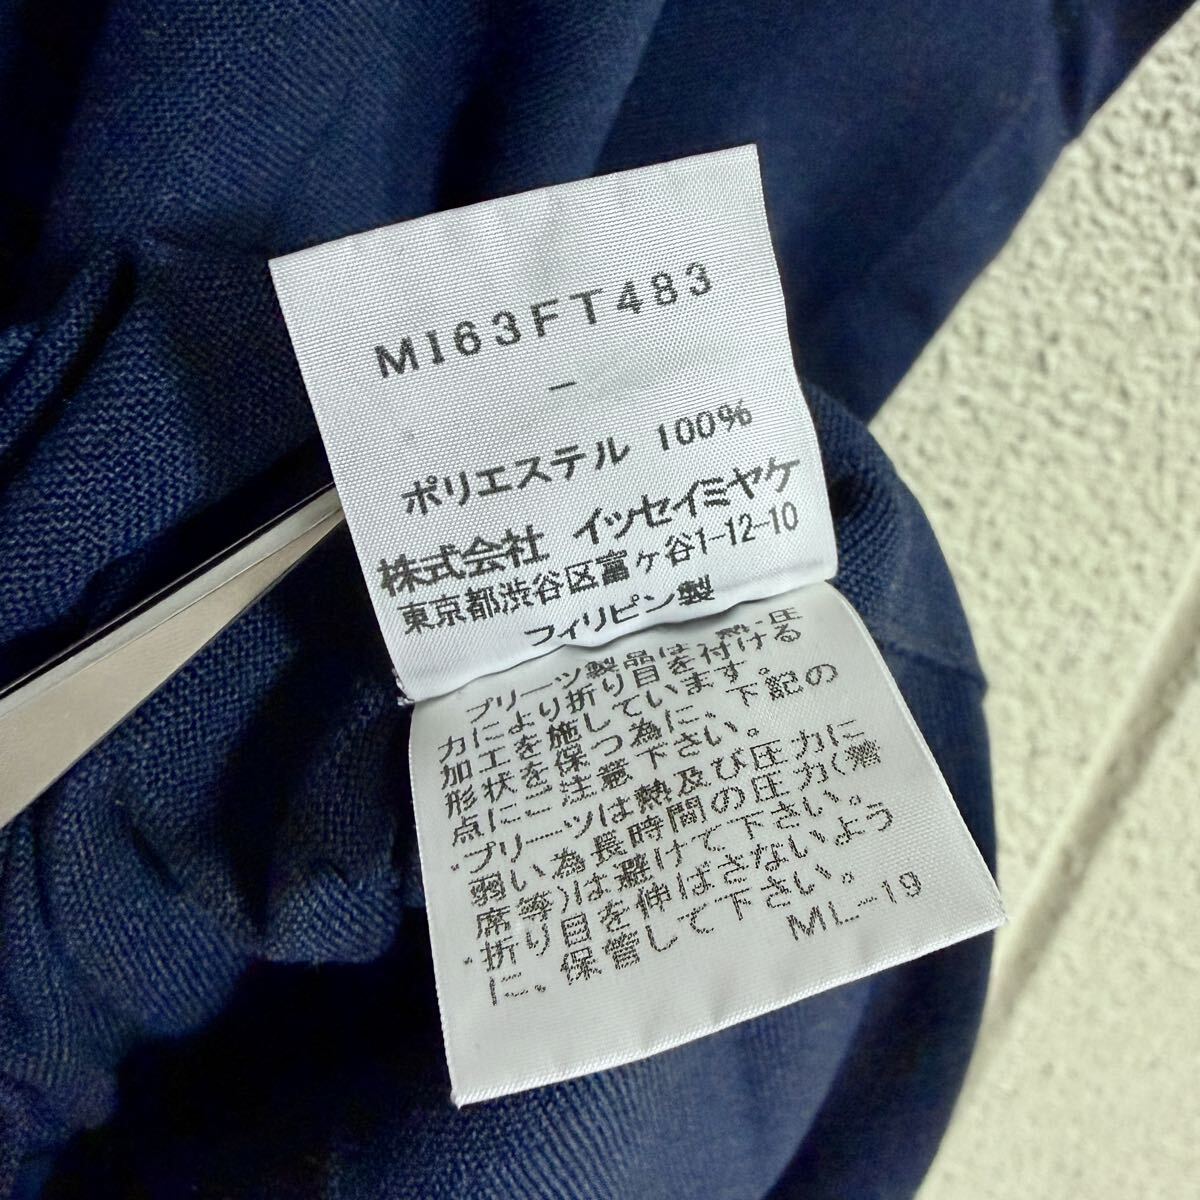 MI63FT483
-
ポリエステル 100%
株式会社 イッセイミヤケ
東京都渋谷区富ヶ谷1-12-10
フィリピン製
プリーツ製品は 熱・圧
力により折り目を付ける
加工を施しています。
形状を保つ為に、下記の
点にご注意下さい。
・プリーツは熱及び圧力に
弱い為長時間の圧力(着
席等)は避けて下さい。
・折り目を伸ばさないよう
に、保管して下さい。
ML-19